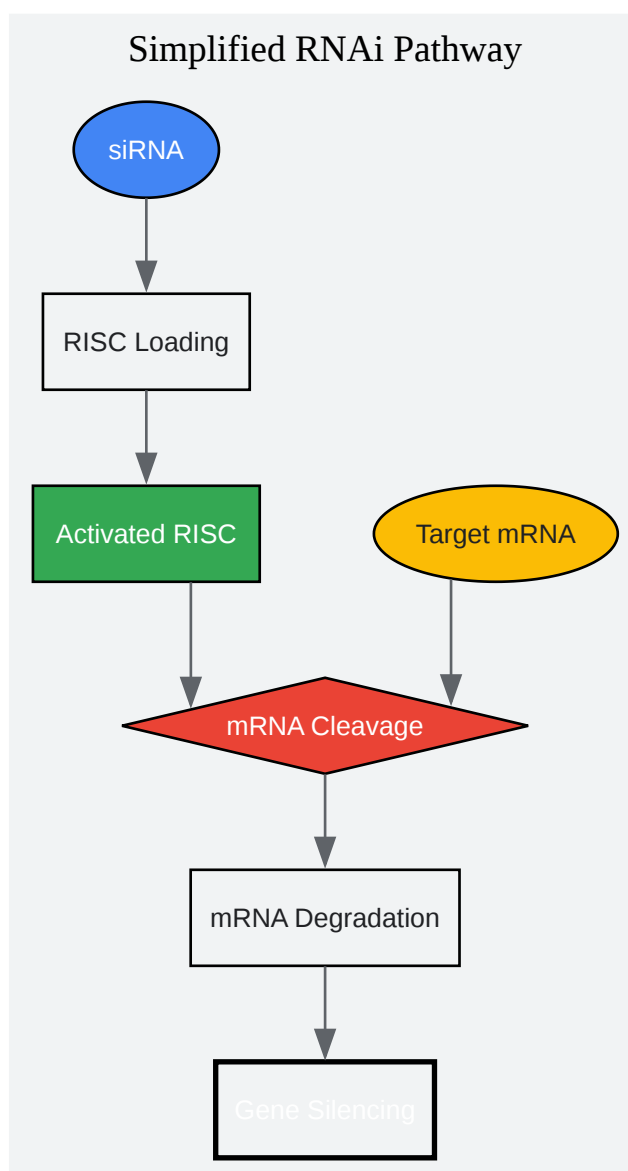 Simplified RNAi Pathway
siRNA
RISC Loading
Activated RISC
Target mRNA
mRNA Cleavage
mRNA Degradation
Gene Silencing